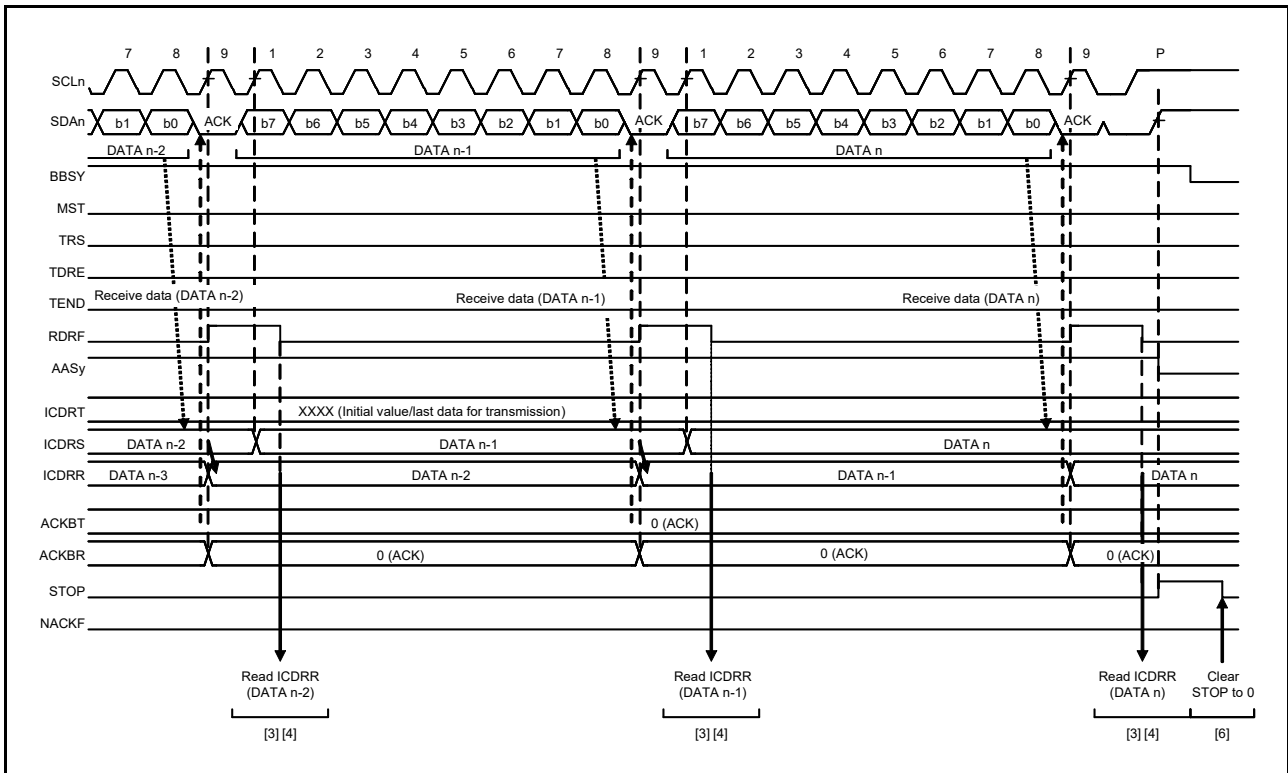 7 8 9 1 2 3 4 5 6 7 8 9 1 2 3 4 5 6 7 8 9 P
SCLn
SDAn b1 b0 ACK b7 b6 b5 b4 b3 b2 b1 b0 ACK b7 b6 b5 b4 b3 b2 b1 b0 ACK
DATA n-2 DATA n-1 DATA n
BBSY
MST
TRS
TDRE
TEND Receive data (DATA n-2) Receive data (DATA n-1) Receive data (DATA n)
RDRF
AASy
ICDRT XXXX (Initial value/last data for transmission)
ICDRS DATA n-2 DATA n-1 DATA n
ICDRR DATA n-3 DATA n-2 DATA n-1 DATA n
ACKBT 0 (ACK)
ACKBR 0 (ACK) 0 (ACK) 0 (ACK)
STOP
NACKF
Read ICDRR Read ICDRR Read ICDRR Clear
(DATA n-2) (DATA n-1) (DATA n) STOP to 0
[3] [4] [3] [4] [3] [4] [6]